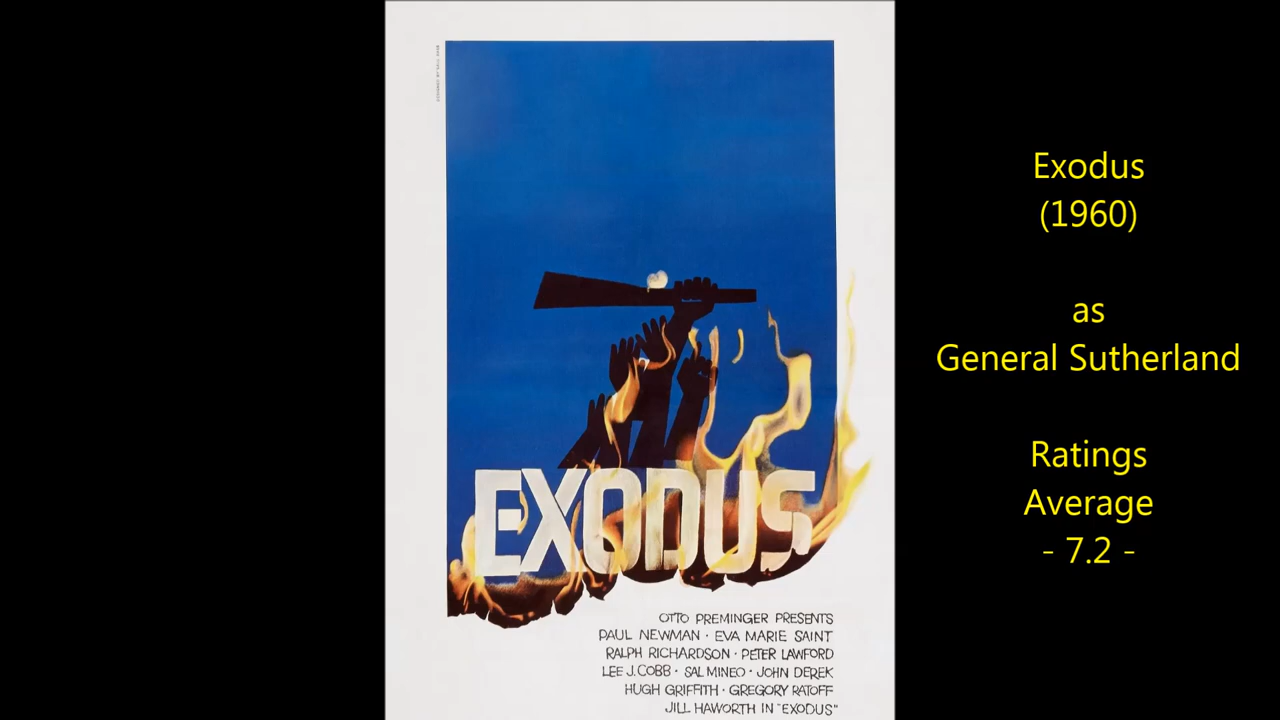 EXODUS
OTTO PREMINGER PRESENTS
PAUL NEWMAN · EVA MARIE SAINT
RALPH RICHARDSON · PETER LAWFORD
LEE J. COBB · SAL MINEO · JOHN DEREK
HUGH GRIFFITH · GREGORY RATOFF
JILL HAWORTH IN "EXODUS"
Exodus
(1960)
as
General Sutherland
Ratings
Average
- 7.2 -